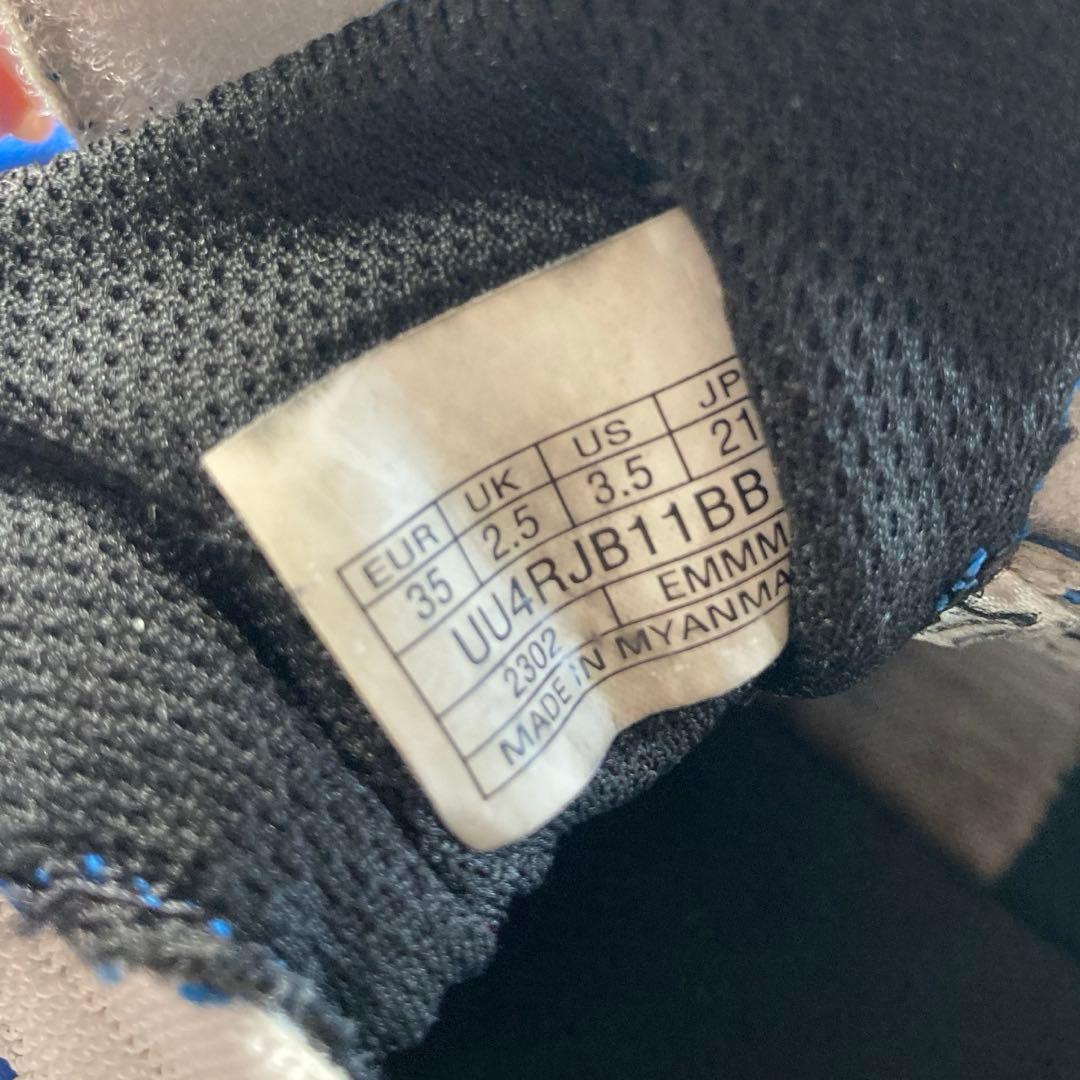 EUR UK US JP
35 2.5 3.5 21
UU4RJB11BB
2302 EMMM
MADE IN MYANMA